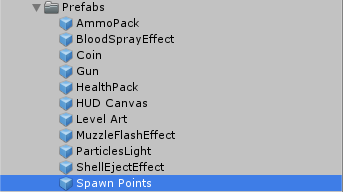 Prefabs
AmmoPack
BloodSprayEffect
Coin
Gun
HealthPack
HUD Canvas
Level Art
MuzzleFlashEffect
ParticlesLight
ShellEjectEffect
Spawn Points